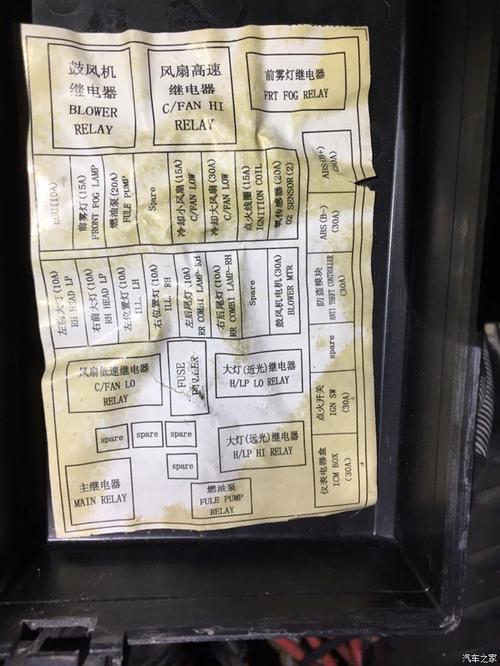 鼓风机
继电器
BLOWER
RELAY
风扇高速
继电器
C/FAN HI
RELAY
前雾灯继电器
FRT FOG RELAY
(10A)
前雾灯(15A)
FRONT FOG LAMP
燃油泵(20A)
FULE PUMP
Spare
冷却小风扇(15A)
C/FAN LOW
冷却大风扇(30A)
C/FAN LOW
点火线圈(15A)
IGNITION COIL
氧传感器(20A)
O2 SENSOR(2)
ABS(B+)
(30A)
ABS(B-)
(30A)
防盗模块
ANTI THEFT CONTROLLER
(30A)
spare
点火开关
IGN SW
(30A)
仪表电器盒
ICM BOX
(30A)
左前大灯(10A)
RH HEAD LP
右前大灯(10A)
RH HEAD LP
左位置灯(10A)
ILL LH
右位置灯(10A)
ILL RH
左后尾灯(10A)
RR COMBI LAMP-RH
右后尾灯(10A)
RR COMBI LAMP-RH
Spare
鼓风机电机(30A)
BLOWER MTR
风扇低速继电器
C/FAN LO
RELAY
FUSE
PULLER
大灯(近光)继电器
H/LP LO RELAY
spare
spare
spare
spare
大灯(远光)继电器
H/LP HI RELAY
主继电器
MAIN RELAY
燃油泵
FULE PUMP
RELAY
汽车之家